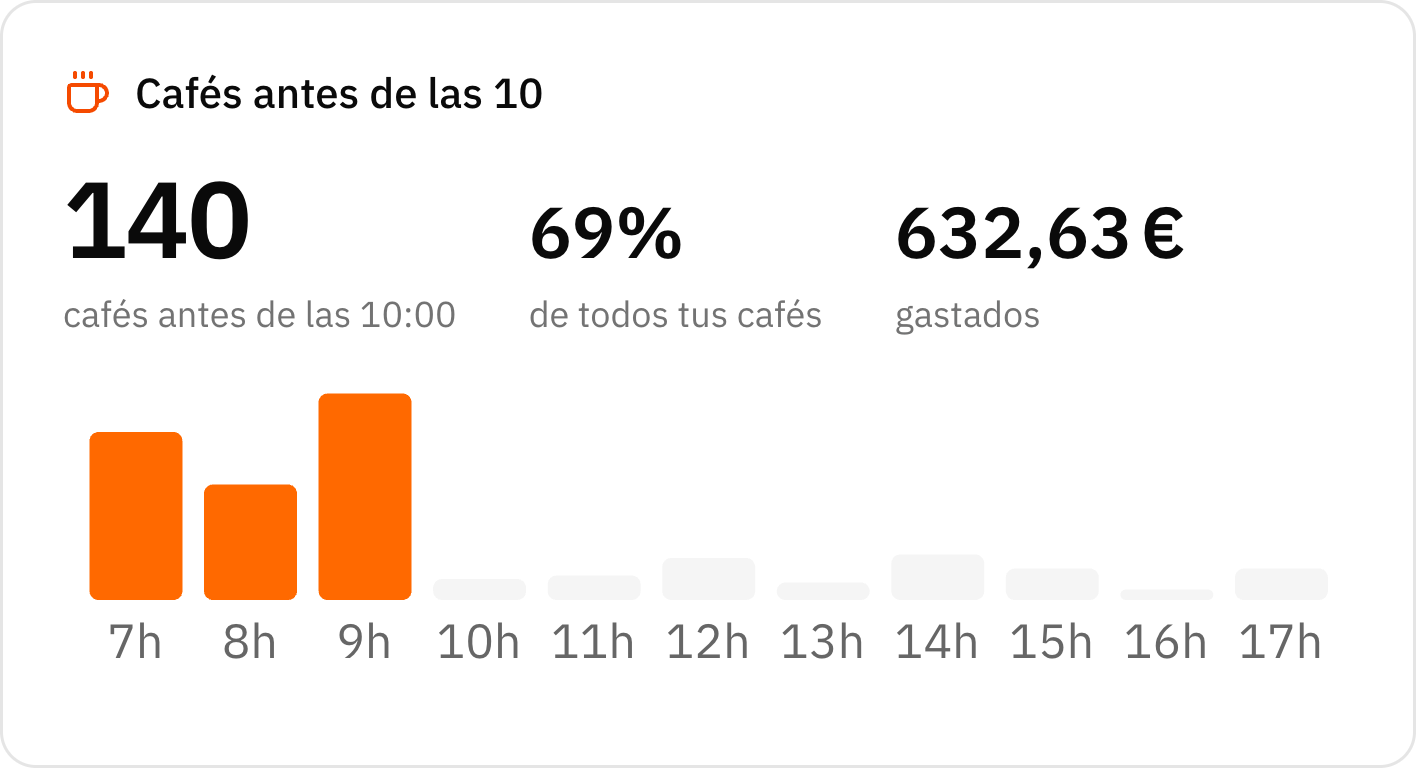 Cafés antes de las 10
140
cafés antes de las 10:00
69%
de todos tus cafés
632,63 €
gastados
7h 8h 9h 10h 11h 12h 13h 14h 15h 16h 17h